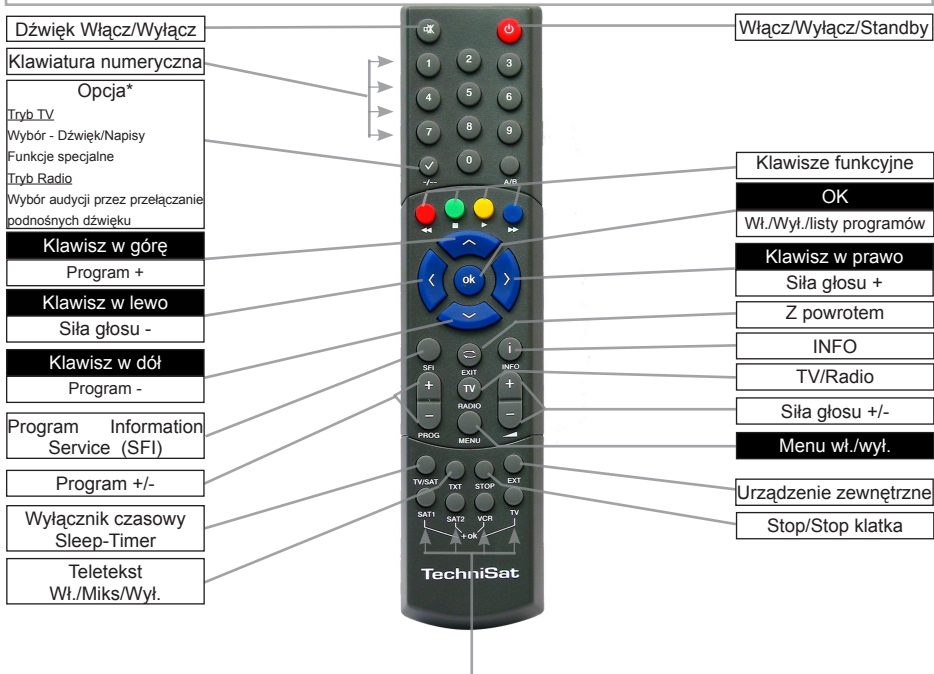 Dźwięk Włącz/Wyłącz
Klawiatura numeryczna
Opcja*
Tryb TV
Wybór - Dźwięk/Napisy
Funkcje specjalne
Tryb Radio
Wybór audycji przez przełączanie
podnośnych dźwięku
Klawisz w górę
Program +
Klawisz w lewo
Siła głosu -
Klawisz w dół
Program -
Program Information
Service (SFI)
Program +/-
Wyłącznik czasowy
Sleep-Timer
Teletekst
Wł./Miks/Wył.
1 2 3
4 5 6
7 8 9
0
-/-- A/B
ok
i
SFI EXIT INFO
+ TV +
RADIO
- -
PROG MENU
TV/SAT TXT STOP EXT
SAT1 SAT2 VCR TV
+ok
TechniSat
Włącz/Wyłącz/Standby
Klawisze funkcyjne
OK
Wł./Wył./listy programów
Klawisz w prawo
Siła głosu +
Z powrotem
INFO
TV/Radio
Siła głosu +/-
Menu wł./wył.
Urządzenie zewnętrzne
Stop/Stop klatka